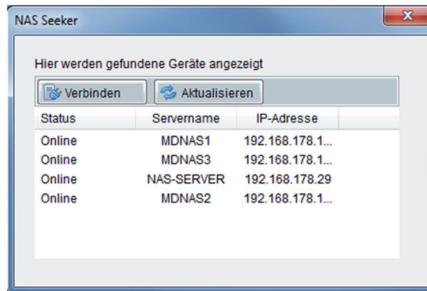 NAS Seeker
Hier werden gefundene Geräte angezeigt
Verbinden Aktualisieren
Status Servername IP-Adresse
Online MDNAS1 192.168.178.1...
Online MDNAS3 192.168.178.1...
Online NAS-SERVER 192.168.178.29
Online MDNAS2 192.168.178.1...